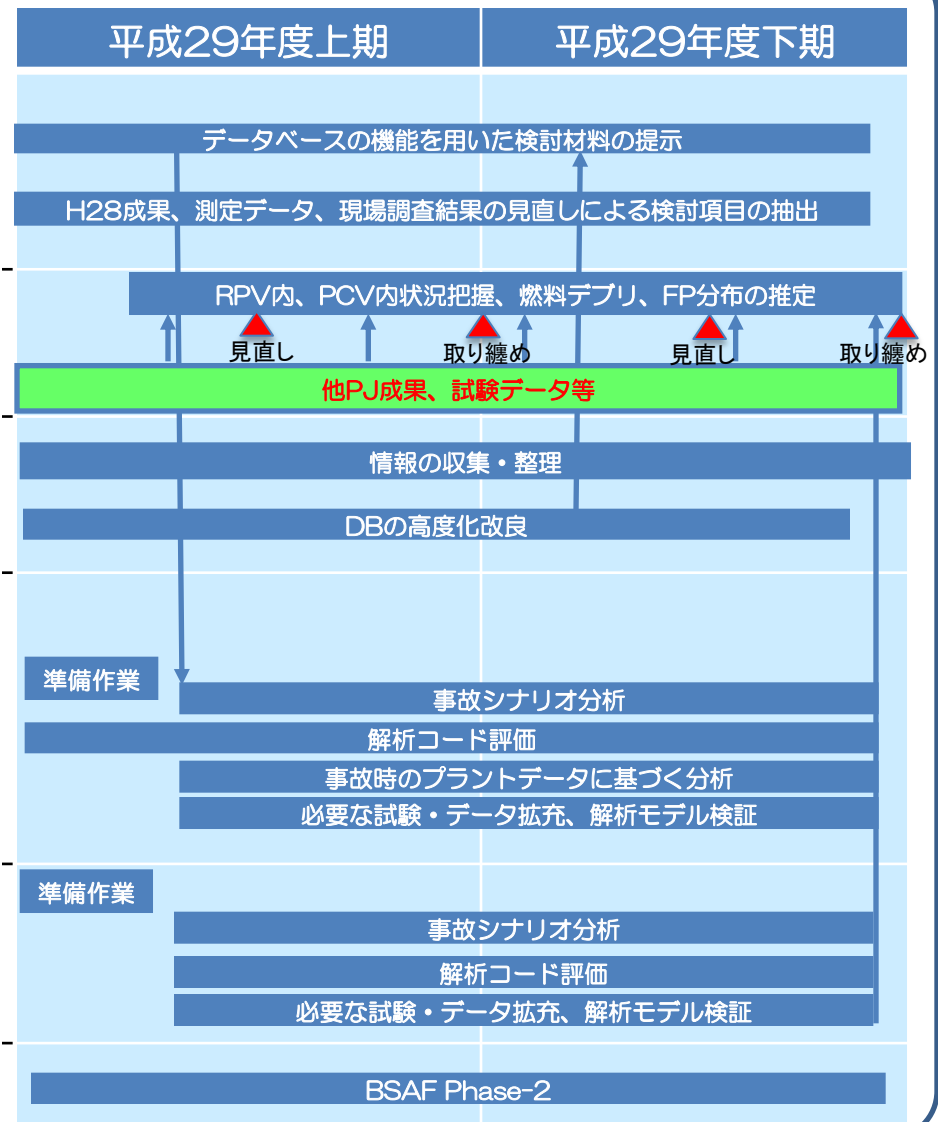 平成29年度上期
平成29年度下期
データベースの機能を用いた検討材料の提示
H28成果、測定データ、現場調査結果の見直しによる検討項目の抽出
RPV内、PCV内状況把握、燃料デブリ、FP分布の推定
見直し
取り纏め
見直し
取り纏め
他PJ成果、試験データ等
情報の収集・整理
DBの高度化改良
準備作業
事故シナリオ分析
解析コード評価
事故時のプラントデータに基づく分析
必要な試験・データ拡充、解析モデル検証
準備作業
事故シナリオ分析
解析コード評価
必要な試験・データ拡充、解析モデル検証
BSAF Phase-2